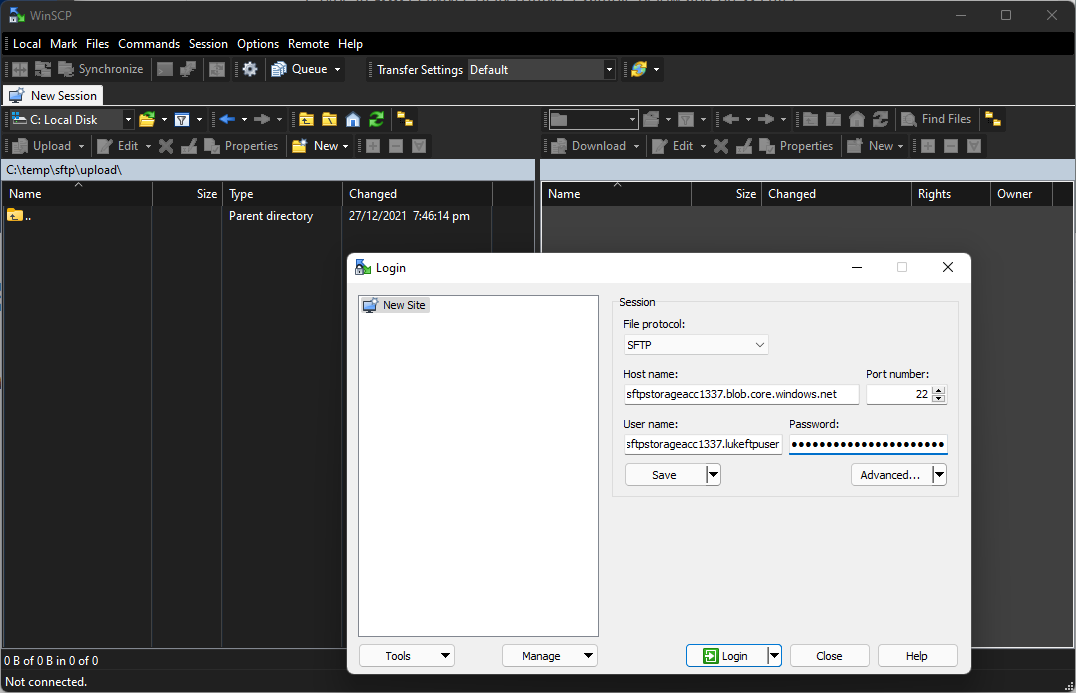 WinSCP
Local Mark Files Commands Session Options Remote Help
Synchronize Queue Transfer Settings Default
New Session
C: Local Disk Find Files
Upload Edit Properties New Download Edit Properties New
C:\temp\sftp\upload\
Name Size Type Changed Name Size Changed Rights Owner
.. Parent directory 27/12/2021 7:46:14 pm
Login
New Site
Session
File protocol:
SFTP
Host name: Port number:
sftpstorageacc1337.blob.core.windows.net 22
User name: Password:
sftpstorageacc1337.lukeftpuser ••••••••••••••••••••••
Save Advanced...
Tools Manage Login Close Help
0 B of 0 B in 0 of 0
Not connected.